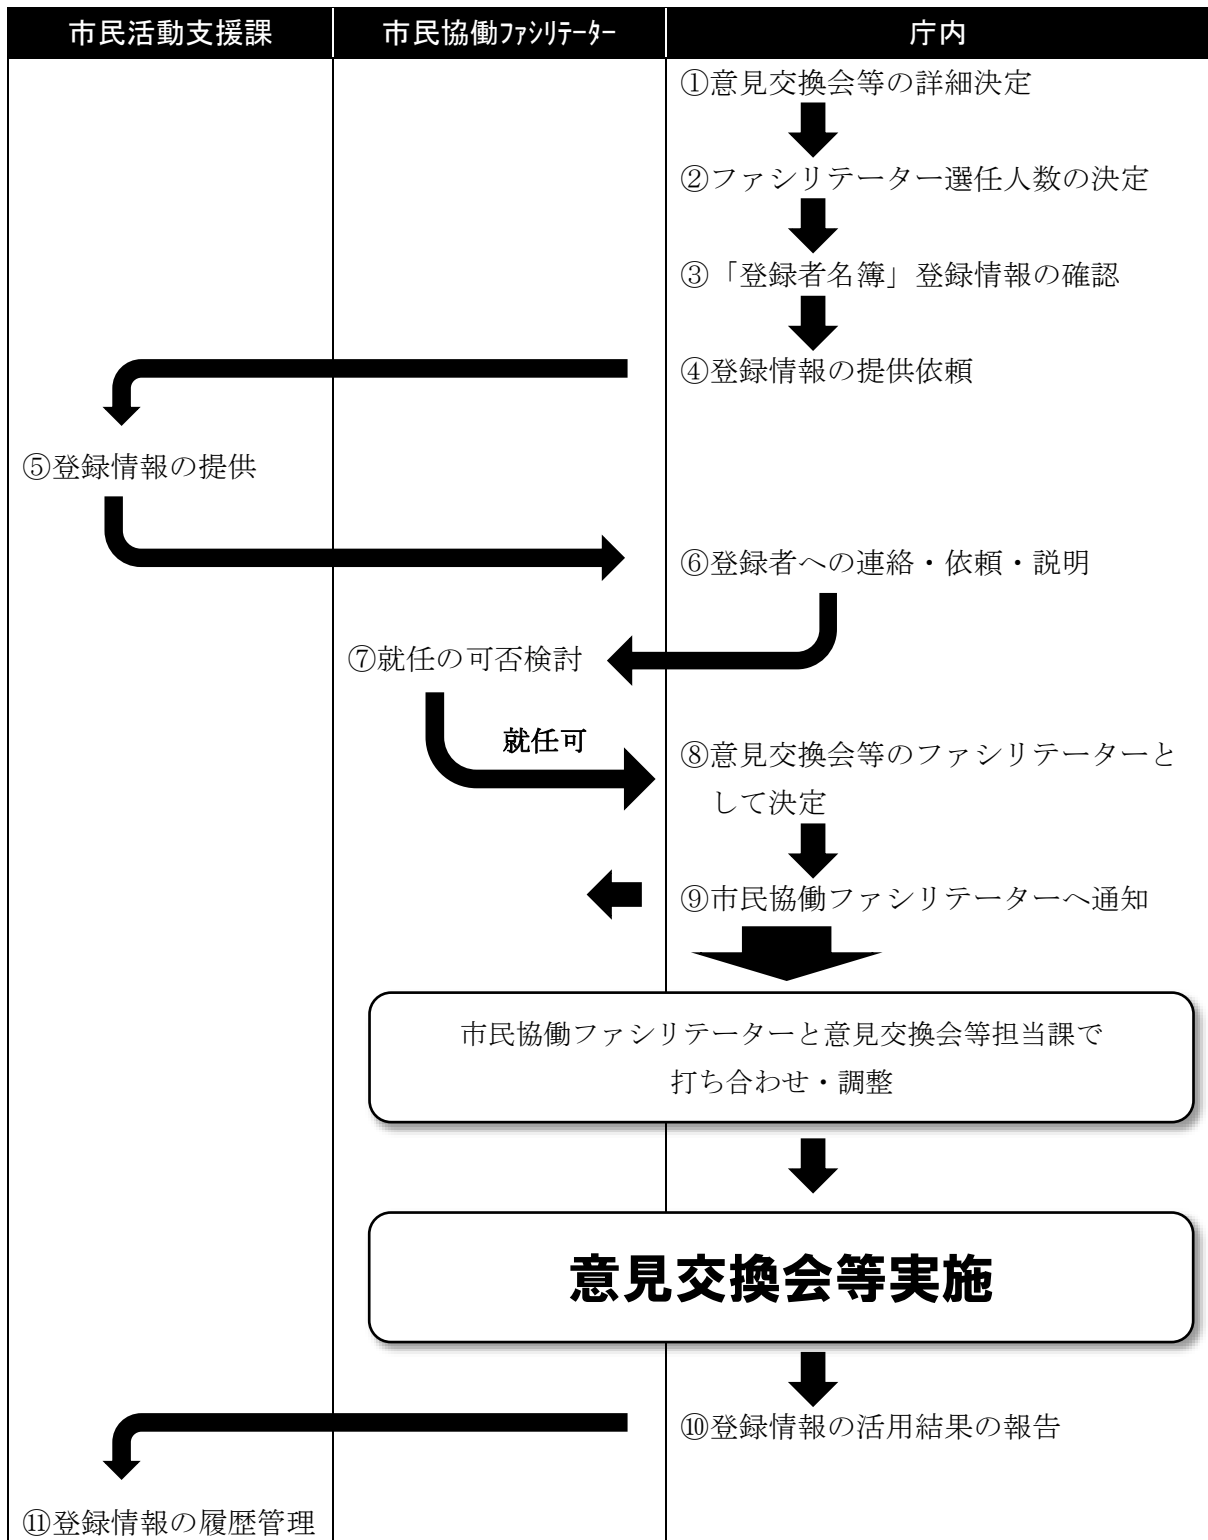 市民活動支援課
市民協働ﾌｧｼﾘﾃｰﾀｰ
庁内
①意見交換会等の詳細決定
②ファシリテーター選任人数の決定
③「登録者名簿」登録情報の確認
④登録情報の提供依頼
⑤登録情報の提供
⑥登録者への連絡・依頼・説明
⑦就任の可否検討
就任可
⑧意見交換会等のファシリテーターと
して決定
⑨市民協働ファシリテーターへ通知
市民協働ファシリテーターと意見交換会等担当課で
打ち合わせ・調整
意見交換会等実施
⑩登録情報の活用結果の報告
⑪登録情報の履歴管理